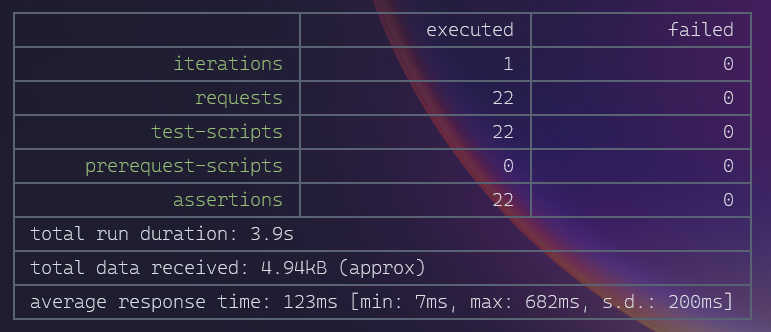 executed failed
iterations 1 0
requests 22 0
test-scripts 22 0
prerequest-scripts 0 0
assertions 22 0
total run duration: 3.9s
total data received: 4.94kB (approx)
average response time: 123ms [min: 7ms, max: 682ms, s.d.: 200ms]